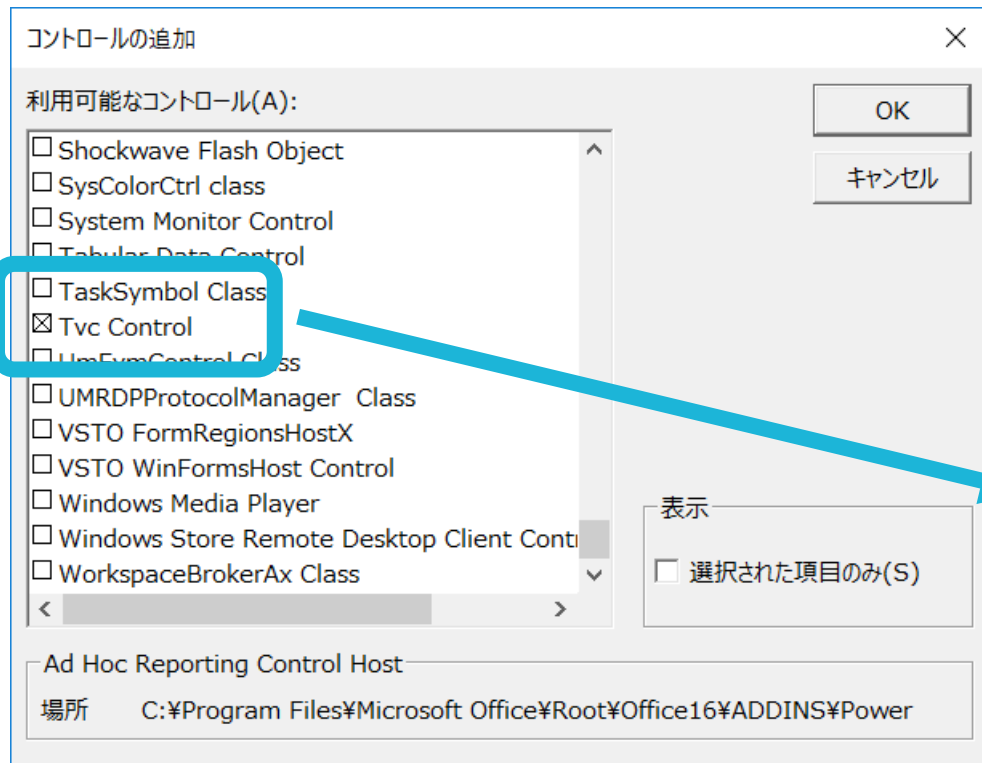 コントロールの追加
利用可能なコントロール(A):
OK
キャンセル
Shockwave Flash Object
SysColorCtrl class
System Monitor Control
Tabular Data Control
TaskSymbol Class
Tvc Control
UmEvmControl Class
UMRDPProtocolManager Class
VSTO FormRegionsHostX
VSTO WinFormsHost Control
Windows Media Player
Windows Store Remote Desktop Client Contr
WorkspaceBrokerAx Class
表示
選択された項目のみ(S)
Ad Hoc Reporting Control Host
場所 C:¥Program Files¥Microsoft Office¥Root¥Office16¥ADDINS¥Power